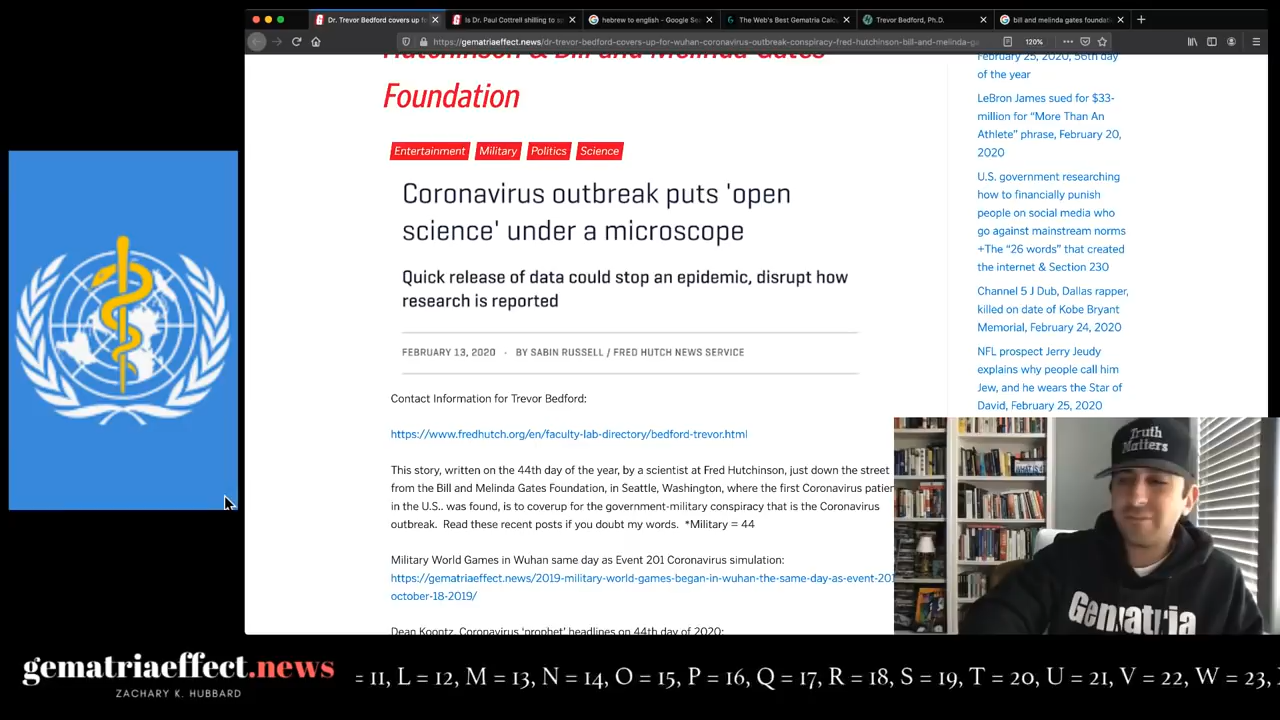 Dr. Trevor Bedford covers up f
Is Dr. Paul Cottrell shilling to s
hebrew to english - Google Sea
The Web's Best Gematria Calc
Trevor Bedford, Ph.D.
bill and melinda gates foundat
https://gematriaeffect.news/dr-trevor-bedford-covers-up-for-wuhan-coronavirus-outbreak-conspiracy-fred-hutchinson-bill-and-melinda-ga
120%
Hutchinson & Bill and Melinda Gates
Foundation
Entertainment
Military
Politics
Science
Coronavirus outbreak puts 'open
science' under a microscope
Quick release of data could stop an epidemic, disrupt how
research is reported
FEBRUARY 13, 2020 · BY SABIN RUSSELL / FRED HUTCH NEWS SERVICE
Contact Information for Trevor Bedford:
https://www.fredhutch.org/en/faculty-lab-directory/bedford-trevor.html
This story, written on the 44th day of the year, by a scientist at Fred Hutchinson, just down the street
from the Bill and Melinda Gates Foundation, in Seattle, Washington, where the first Coronavirus patien
in the U.S.. was found, is to coverup for the government-military conspiracy that is the Coronavirus
outbreak. Read these recent posts if you doubt my words. *Military = 44
Military World Games in Wuhan same day as Event 201 Coronavirus simulation:
https://gematriaeffect.news/2019-military-world-games-began-in-wuhan-the-same-day-as-event-201
october-18-2019/
Dean Koontz, Coronavirus 'prophet' headlines on 44th day of 2020:
February 25, 2020, 56th day
of the year
LeBron James sued for $33-
million for "More Than An
Athlete" phrase, February 20,
2020
U.S. government researching
how to financially punish
people on social media who
go against mainstream norms
+The "26 words" that created
the internet & Section 230
Channel 5 J Dub, Dallas rapper,
killed on date of Kobe Bryant
Memorial, February 24, 2020
NFL prospect Jerry Jeudy
explains why people call him
Jew, and he wears the Star of
David, February 25, 2020
Truth
Matters
Gematria
gematriaeffect.news
ZACHARY K. HUBBARD
= 11, L = 12, M = 13, N = 14, O = 15, P = 16, Q = 17, R = 18, S = 19, T = 20, U = 21, V = 22, W = 23,